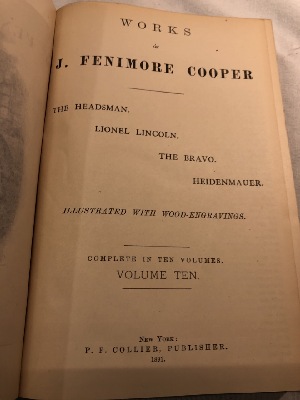 WORKS
of
J. FENIMORE COOPER
THE HEADSMAN.
LIONEL LINCOLN.
THE BRAVO.
HEIDENMAUER.
ILLUSTRATED WITH WOOD-ENGRAVINGS.
COMPLETE IN TEN VOLUMES.
VOLUME TEN.
NEW YORK:
P. F. COLLIER, PUBLISHER.
1891.